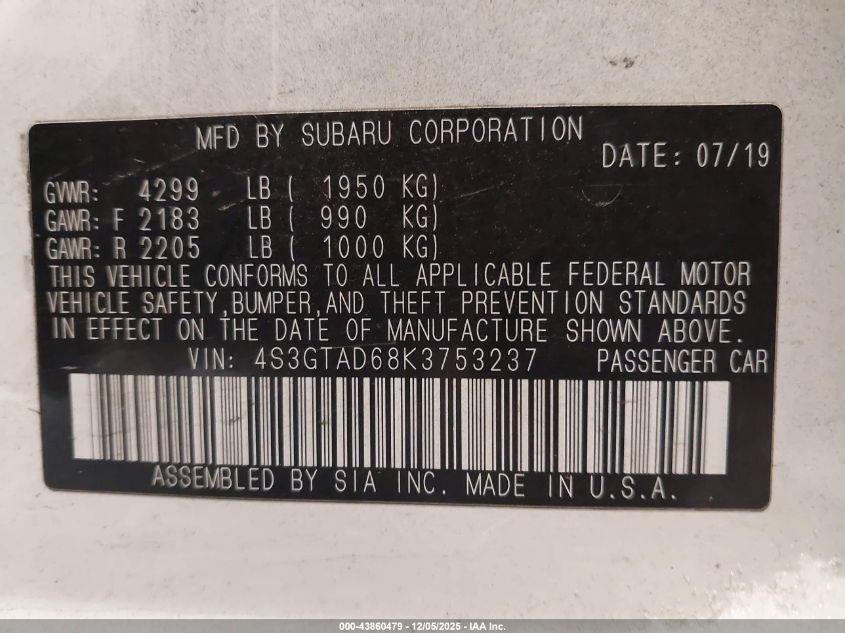 MFD BY SUBARU CORPORATION
DATE: 07/19
GVWR: 4299 LB ( 1950 KG)
GAWR: F 2183 LB ( 990 KG)
GAWR: R 2205 LB ( 1000 KG)
THIS VEHICLE CONFORMS TO ALL APPLICABLE FEDERAL MOTOR
VEHICLE SAFETY,BUMPER,AND THEFT PREVENTION STANDARDS
IN EFFECT ON THE DATE OF MANUFACTURE SHOWN ABOVE.
VIN: 4S3GTAD68K3753237 PASSENGER CAR
ASSEMBLED BY SIA INC. MADE IN U.S.A.
000-43860479 - 12/05/2025 - IAA Inc.